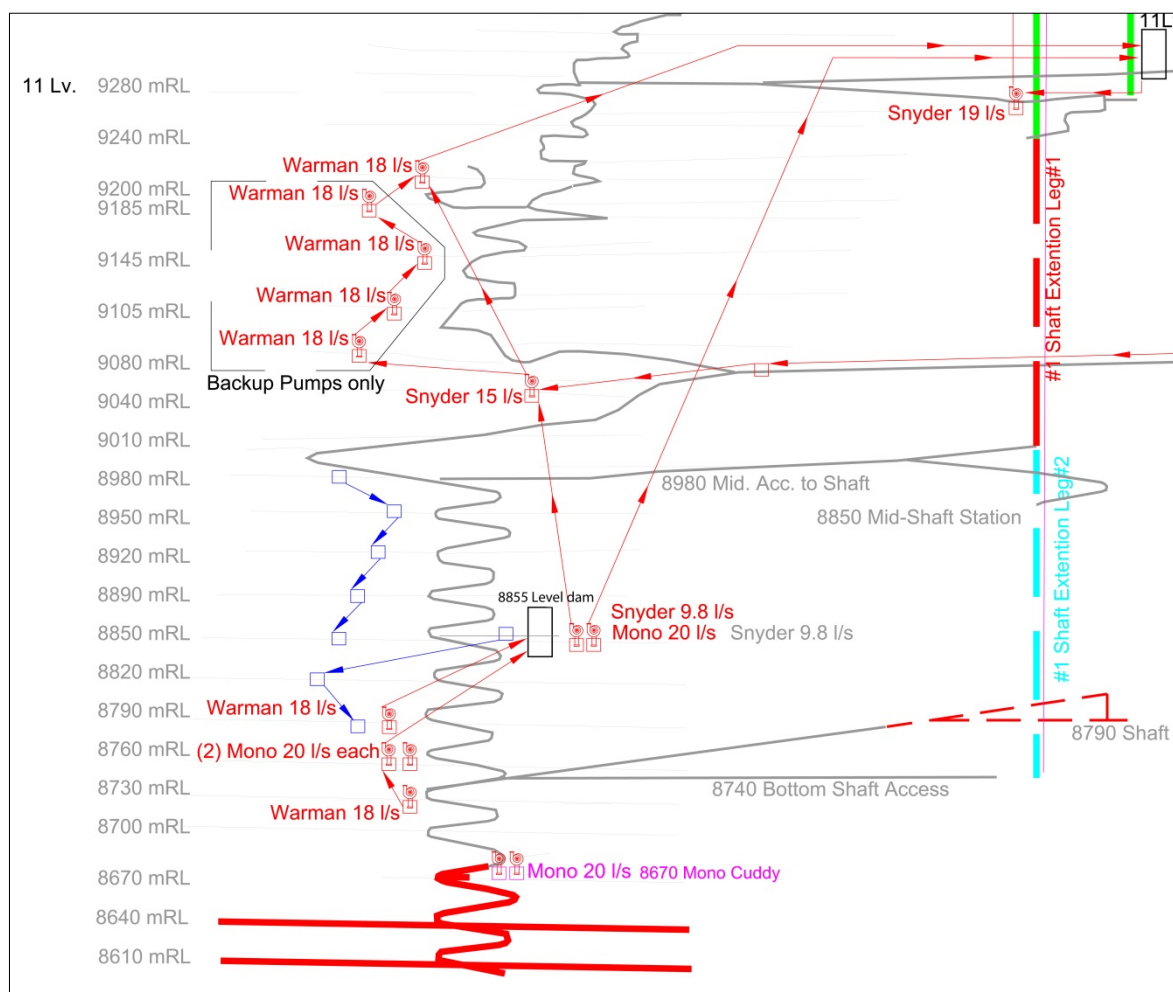 11L
11 Lv.
9280 mRL
Snyder 19 l/s
9240 mRL
Warman 18 l/s
9200 mRL
Warman 18 l/s
9185 mRL
#1 Shaft Extention Leg#1
Warman 18 l/s
9145 mRL
Warman 18 l/s
9105 mRL
Warman 18 l/s
9080 mRL
Backup Pumps only
Snyder 15 l/s
9040 mRL
9010 mRL
8980 mRL
8980 Mid. Acc. to Shaft
8950 mRL
8850 Mid-Shaft Station
#1 Shaft Extention Leg#2
8920 mRL
8890 mRL
8855 Level dam
Snyder 9.8 l/s
8850 mRL
Mono 20 l/s
Snyder 9.8 l/s
8820 mRL
8790 mRL
Warman 18 l/s
8790 Shaft
8760 mRL
(2) Mono 20 l/s each
8730 mRL
8740 Bottom Shaft Access
Warman 18 l/s
8700 mRL
8670 mRL
Mono 20 l/s
8670 Mono Cuddy
8640 mRL
8610 mRL